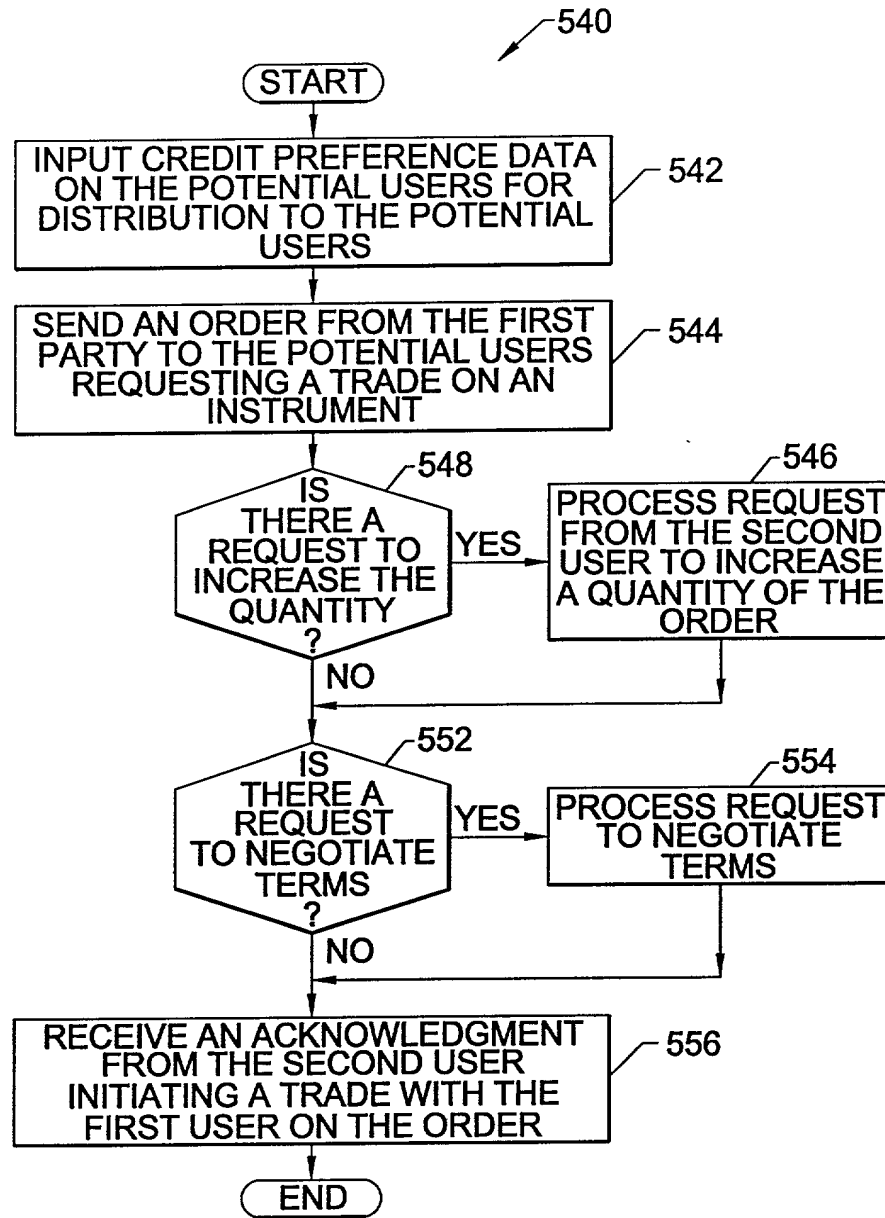 540
START
INPUT CREDIT PREFERENCE DATA
ON THE POTENTIAL USERS FOR
DISTRIBUTION TO THE POTENTIAL
USERS
542
SEND AN ORDER FROM THE FIRST
PARTY TO THE POTENTIAL USERS
REQUESTING A TRADE ON AN
INSTRUMENT
544
548
IS
THERE A
REQUEST TO
INCREASE THE
QUANTITY
?
YES
546
PROCESS REQUEST
FROM THE SECOND
USER TO INCREASE
A QUANTITY OF THE
ORDER
NO
552
IS
THERE A
REQUEST
TO NEGOTIATE
TERMS
?
YES
554
PROCESS REQUEST
TO NEGOTIATE
TERMS
NO
RECEIVE AN ACKNOWLEDGMENT
FROM THE SECOND USER
INITIATING A TRADE WITH THE
FIRST USER ON THE ORDER
556
END